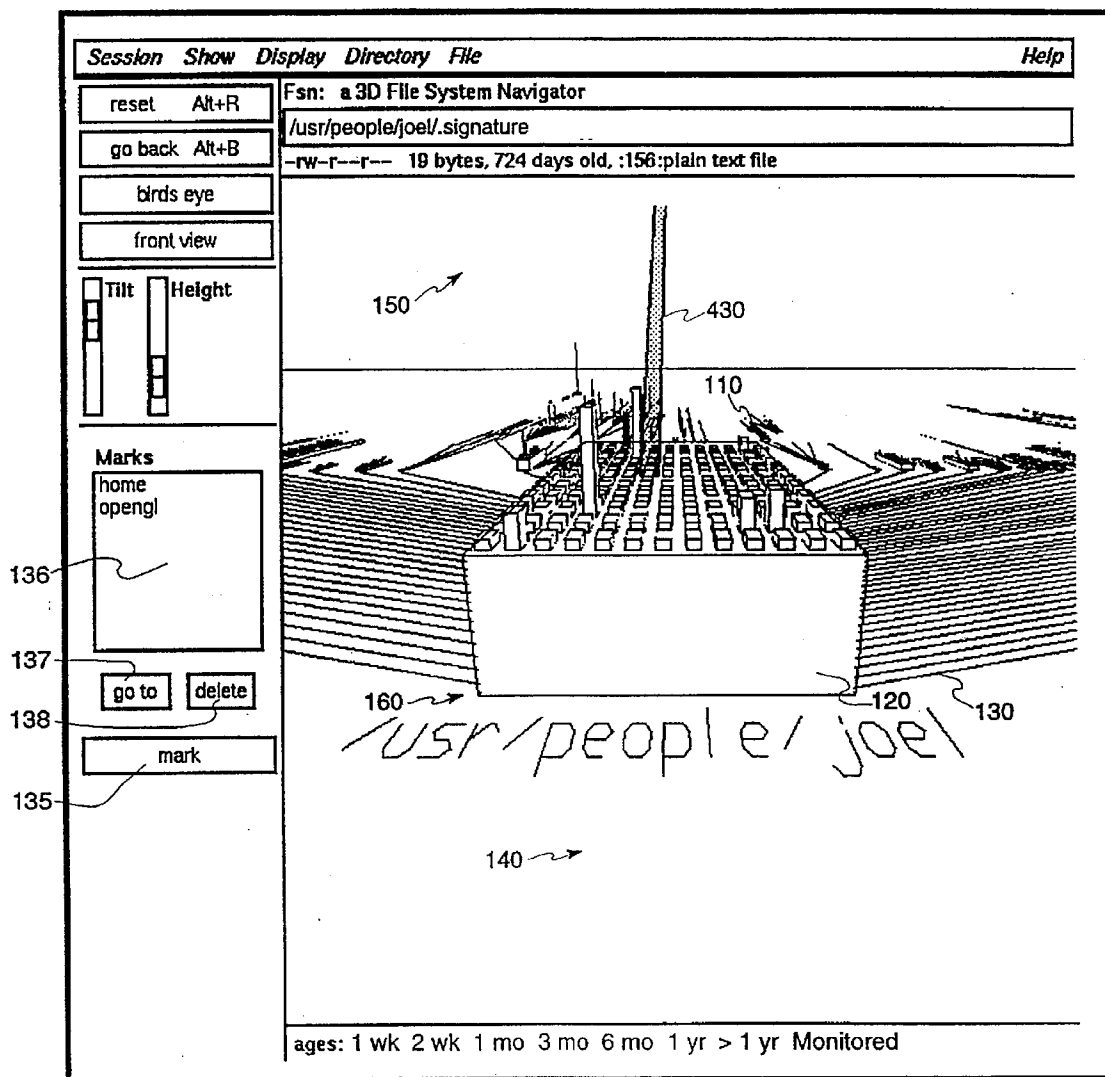 Session Show Display Directory File Help
reset Alt+R
go back Alt+B
birds eye
front view
Fsn: a 3D File System Navigator
/usr/people/joel/.signature
-rw-r--r-- 19 bytes, 724 days old, :156:plain text file
Tilt Height
150
430
110
Marks
home
opengl
136
137
go to delete
138
mark
135
160
120
130
/usr/people/joel
140
ages: 1 wk 2 wk 1 mo 3 mo 6 mo 1 yr > 1 yr Monitored